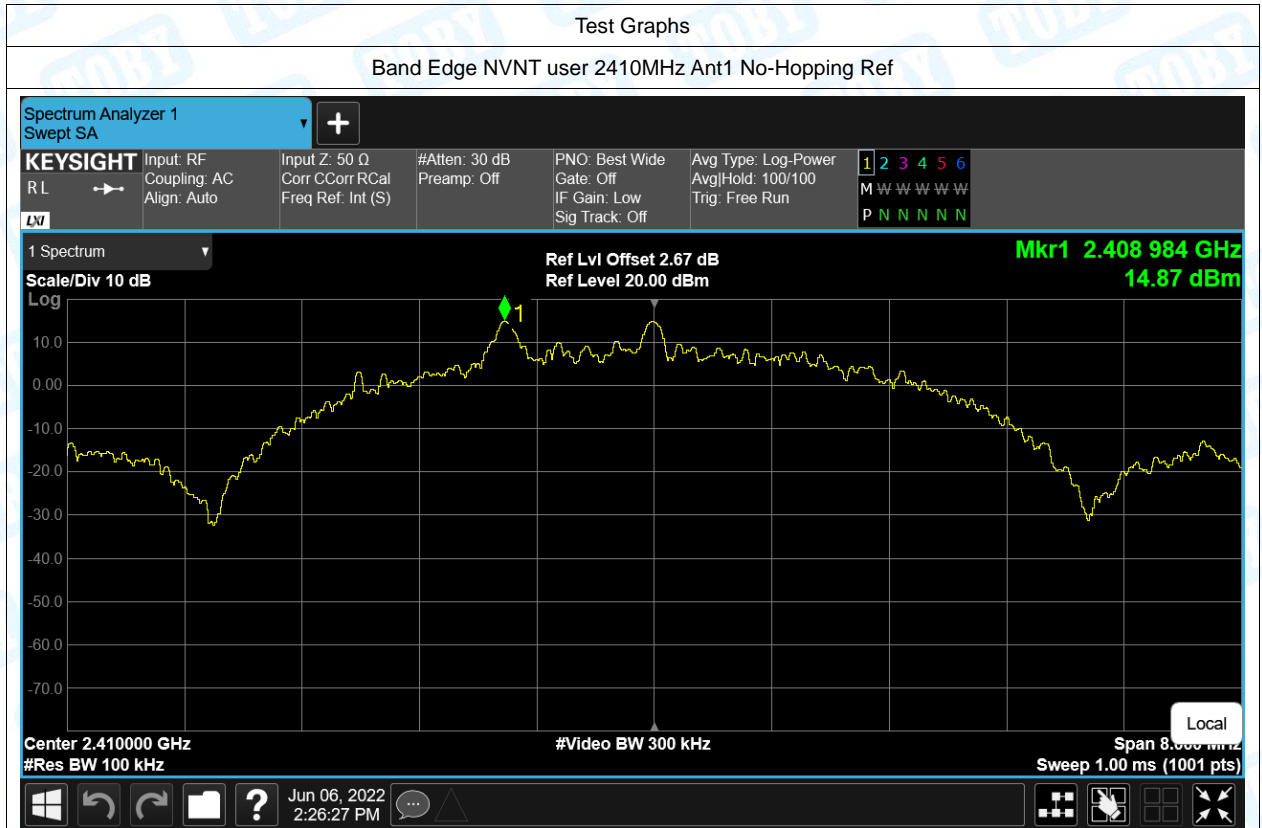 Test Graphs
Band Edge NVNT user 2410MHz Ant1 No-Hopping Ref
Spectrum Analyzer 1
Swept SA
KEYSIGHT
R L
LXI
Input: RF
Coupling: AC
Align: Auto
Input Z: 50 Ω
Corr CCorr RCal
Freq Ref: Int (S)
#Atten: 30 dB
Preamp: Off
PNO: Best Wide
Gate: Off
IF Gain: Low
Sig Track: Off
Avg Type: Log-Power
Avg|Hold: 100/100
Trig: Free Run
1 2 3 4 5 6
M W W W W W
P N N N N N
1 Spectrum
Scale/Div 10 dB
Log
Ref Lvl Offset 2.67 dB
Ref Level 20.00 dBm
Mkr1 2.408 984 GHz
14.87 dBm
1
10.0
0.00
-10.0
-20.0
-30.0
-40.0
-50.0
-60.0
-70.0
Local
Center 2.410000 GHz
#Res BW 100 kHz
#Video BW 300 kHz
Span 8.000 MHz
Sweep 1.00 ms (1001 pts)
?
Jun 06, 2022
2:26:27 PM
TOBY